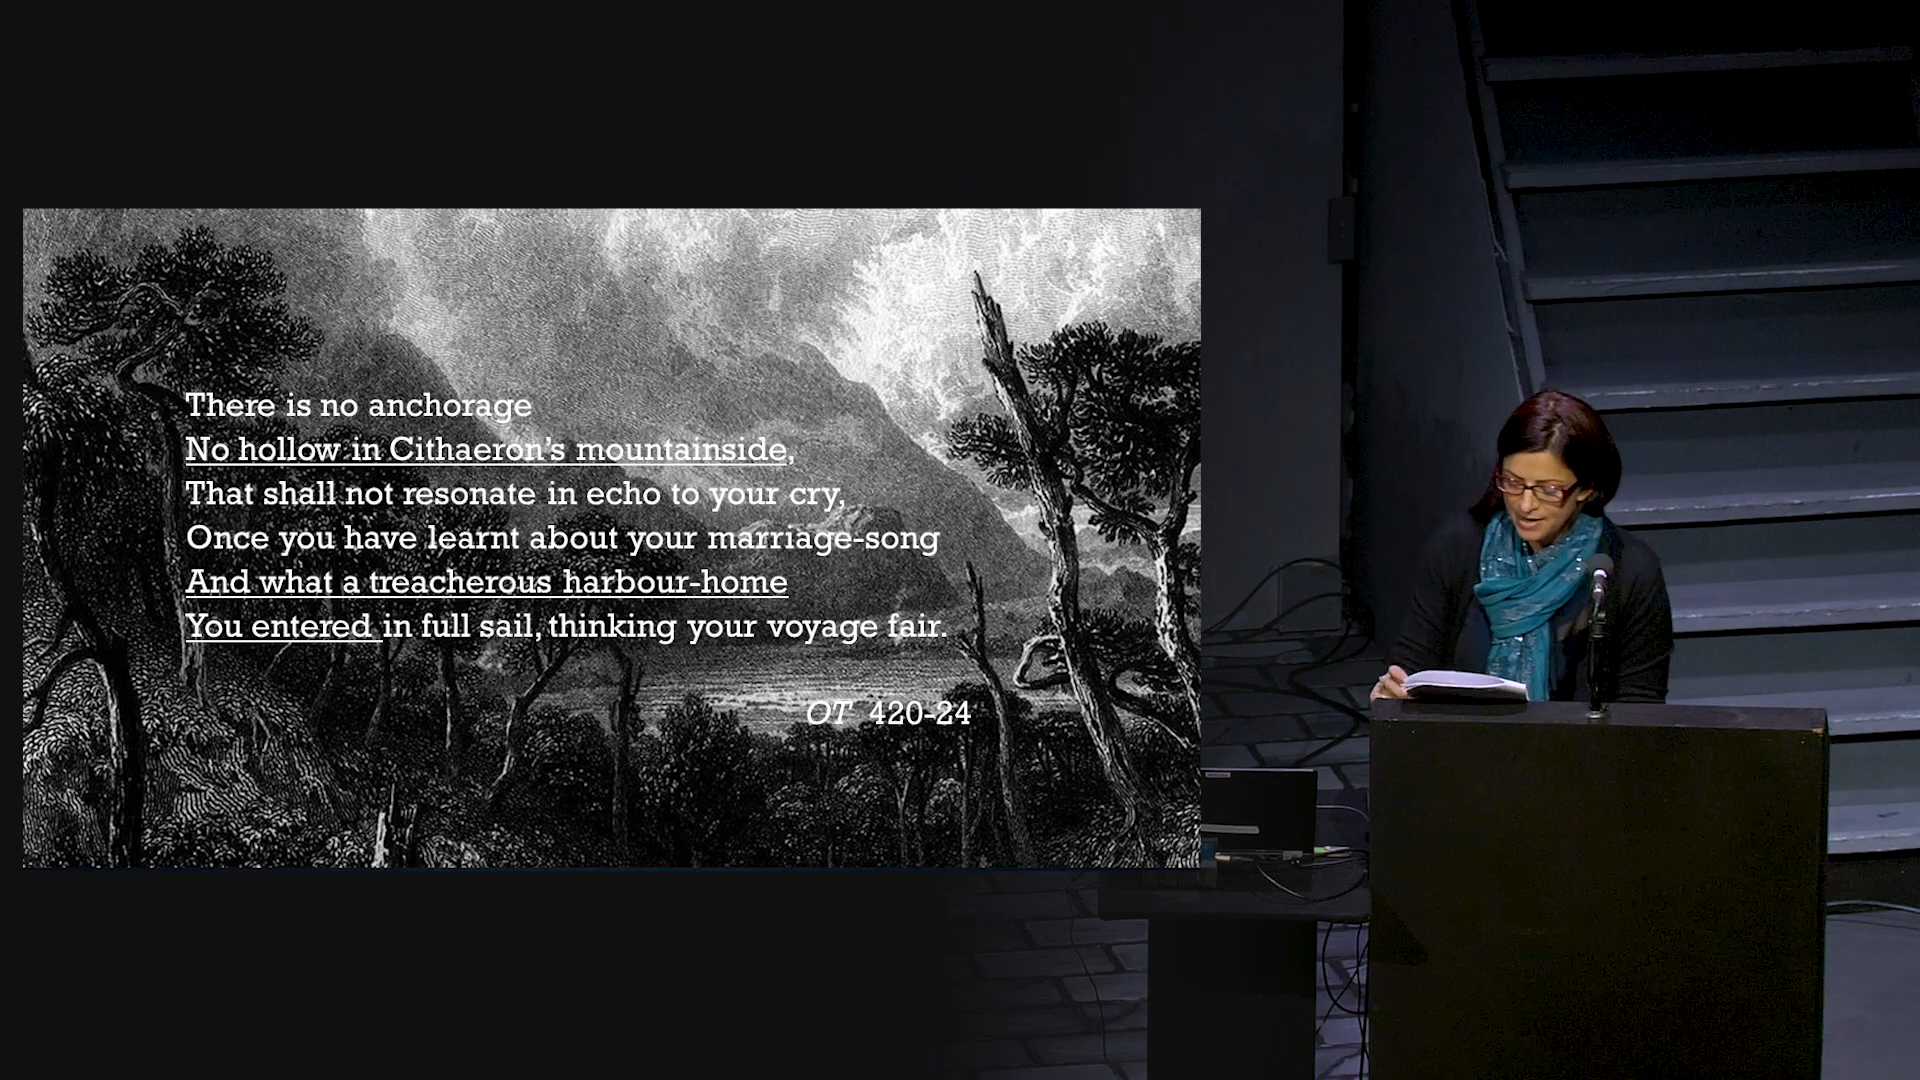 There is no anchorage
No hollow in Cithaeron's mountainside,
That shall not resonate in echo to your cry,
Once you have learnt about your marriage-song
And what a treacherous harbour-home
You entered in full sail, thinking your voyage fair.
OT 420-24